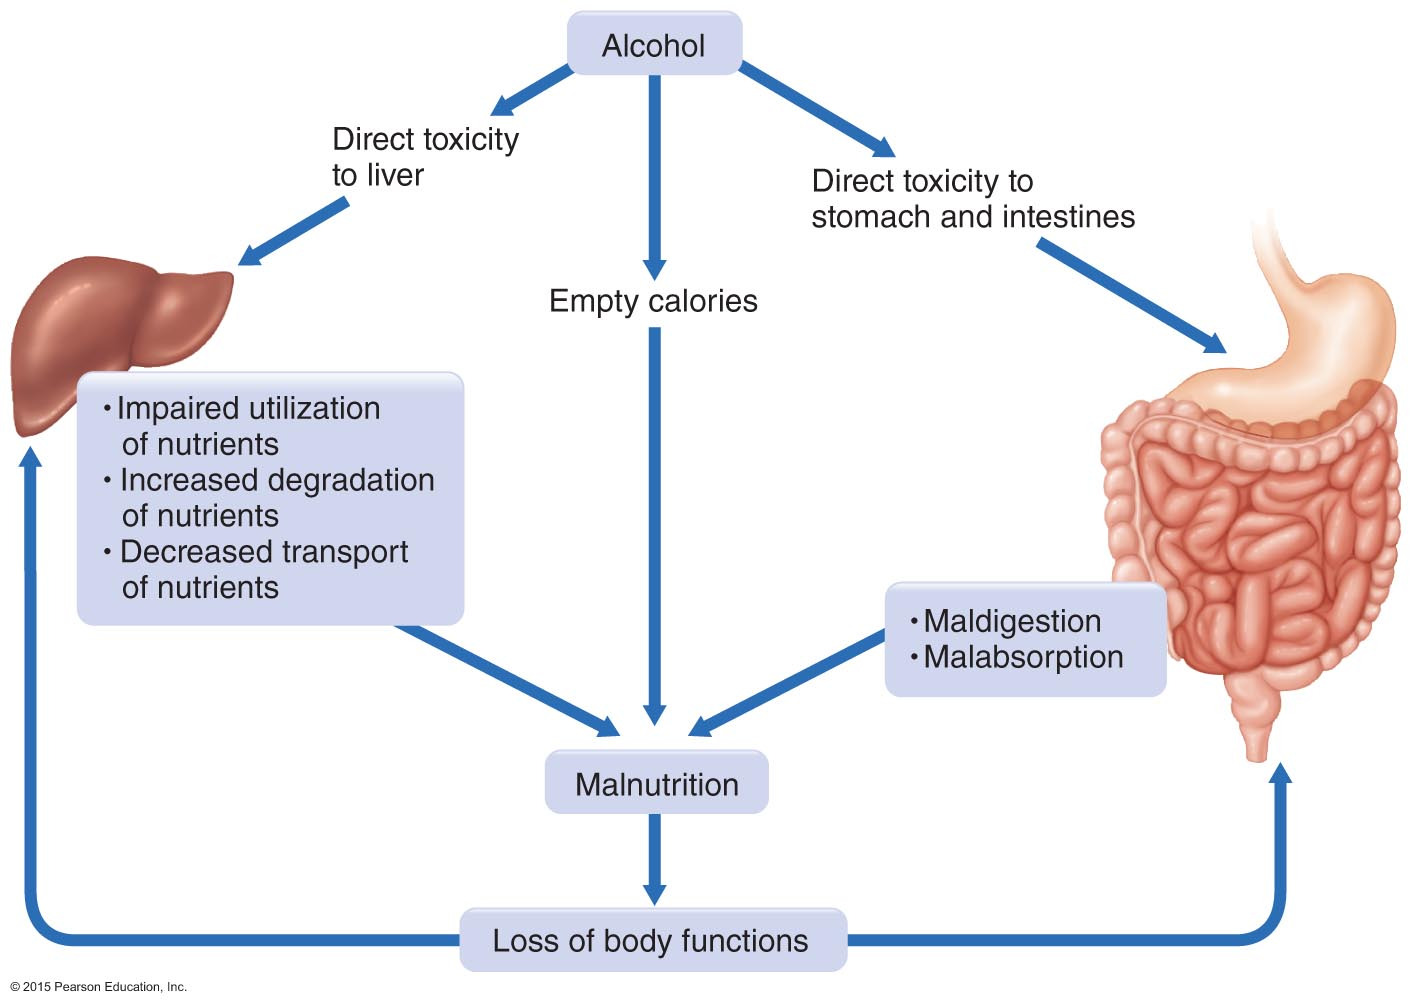 Alcohol
Direct toxicity
to liver
Direct toxicity to
stomach and intestines
Empty calories
• Impaired utilization
of nutrients
• Increased degradation
of nutrients
• Decreased transport
of nutrients
• Maldigestion
• Malabsorption
Malnutrition
Loss of body functions
© 2015 Pearson Education, Inc.